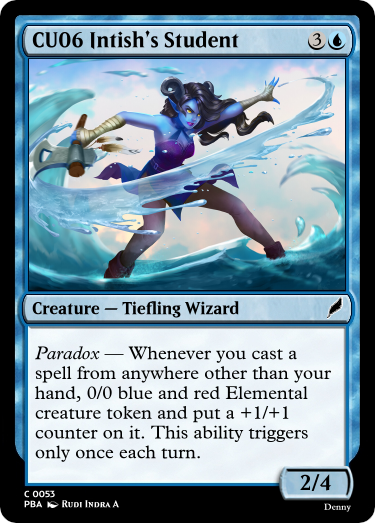 CU06 Intish's Student 3
Creature — Tiefling Wizard
Paradox — Whenever you cast a
spell from anywhere other than your
hand, 0/0 blue and red Elemental
creature token and put a +1/+1
counter on it. This ability triggers
only once each turn.
2/4
C 0053
PBA Rudi Indra A
Denny